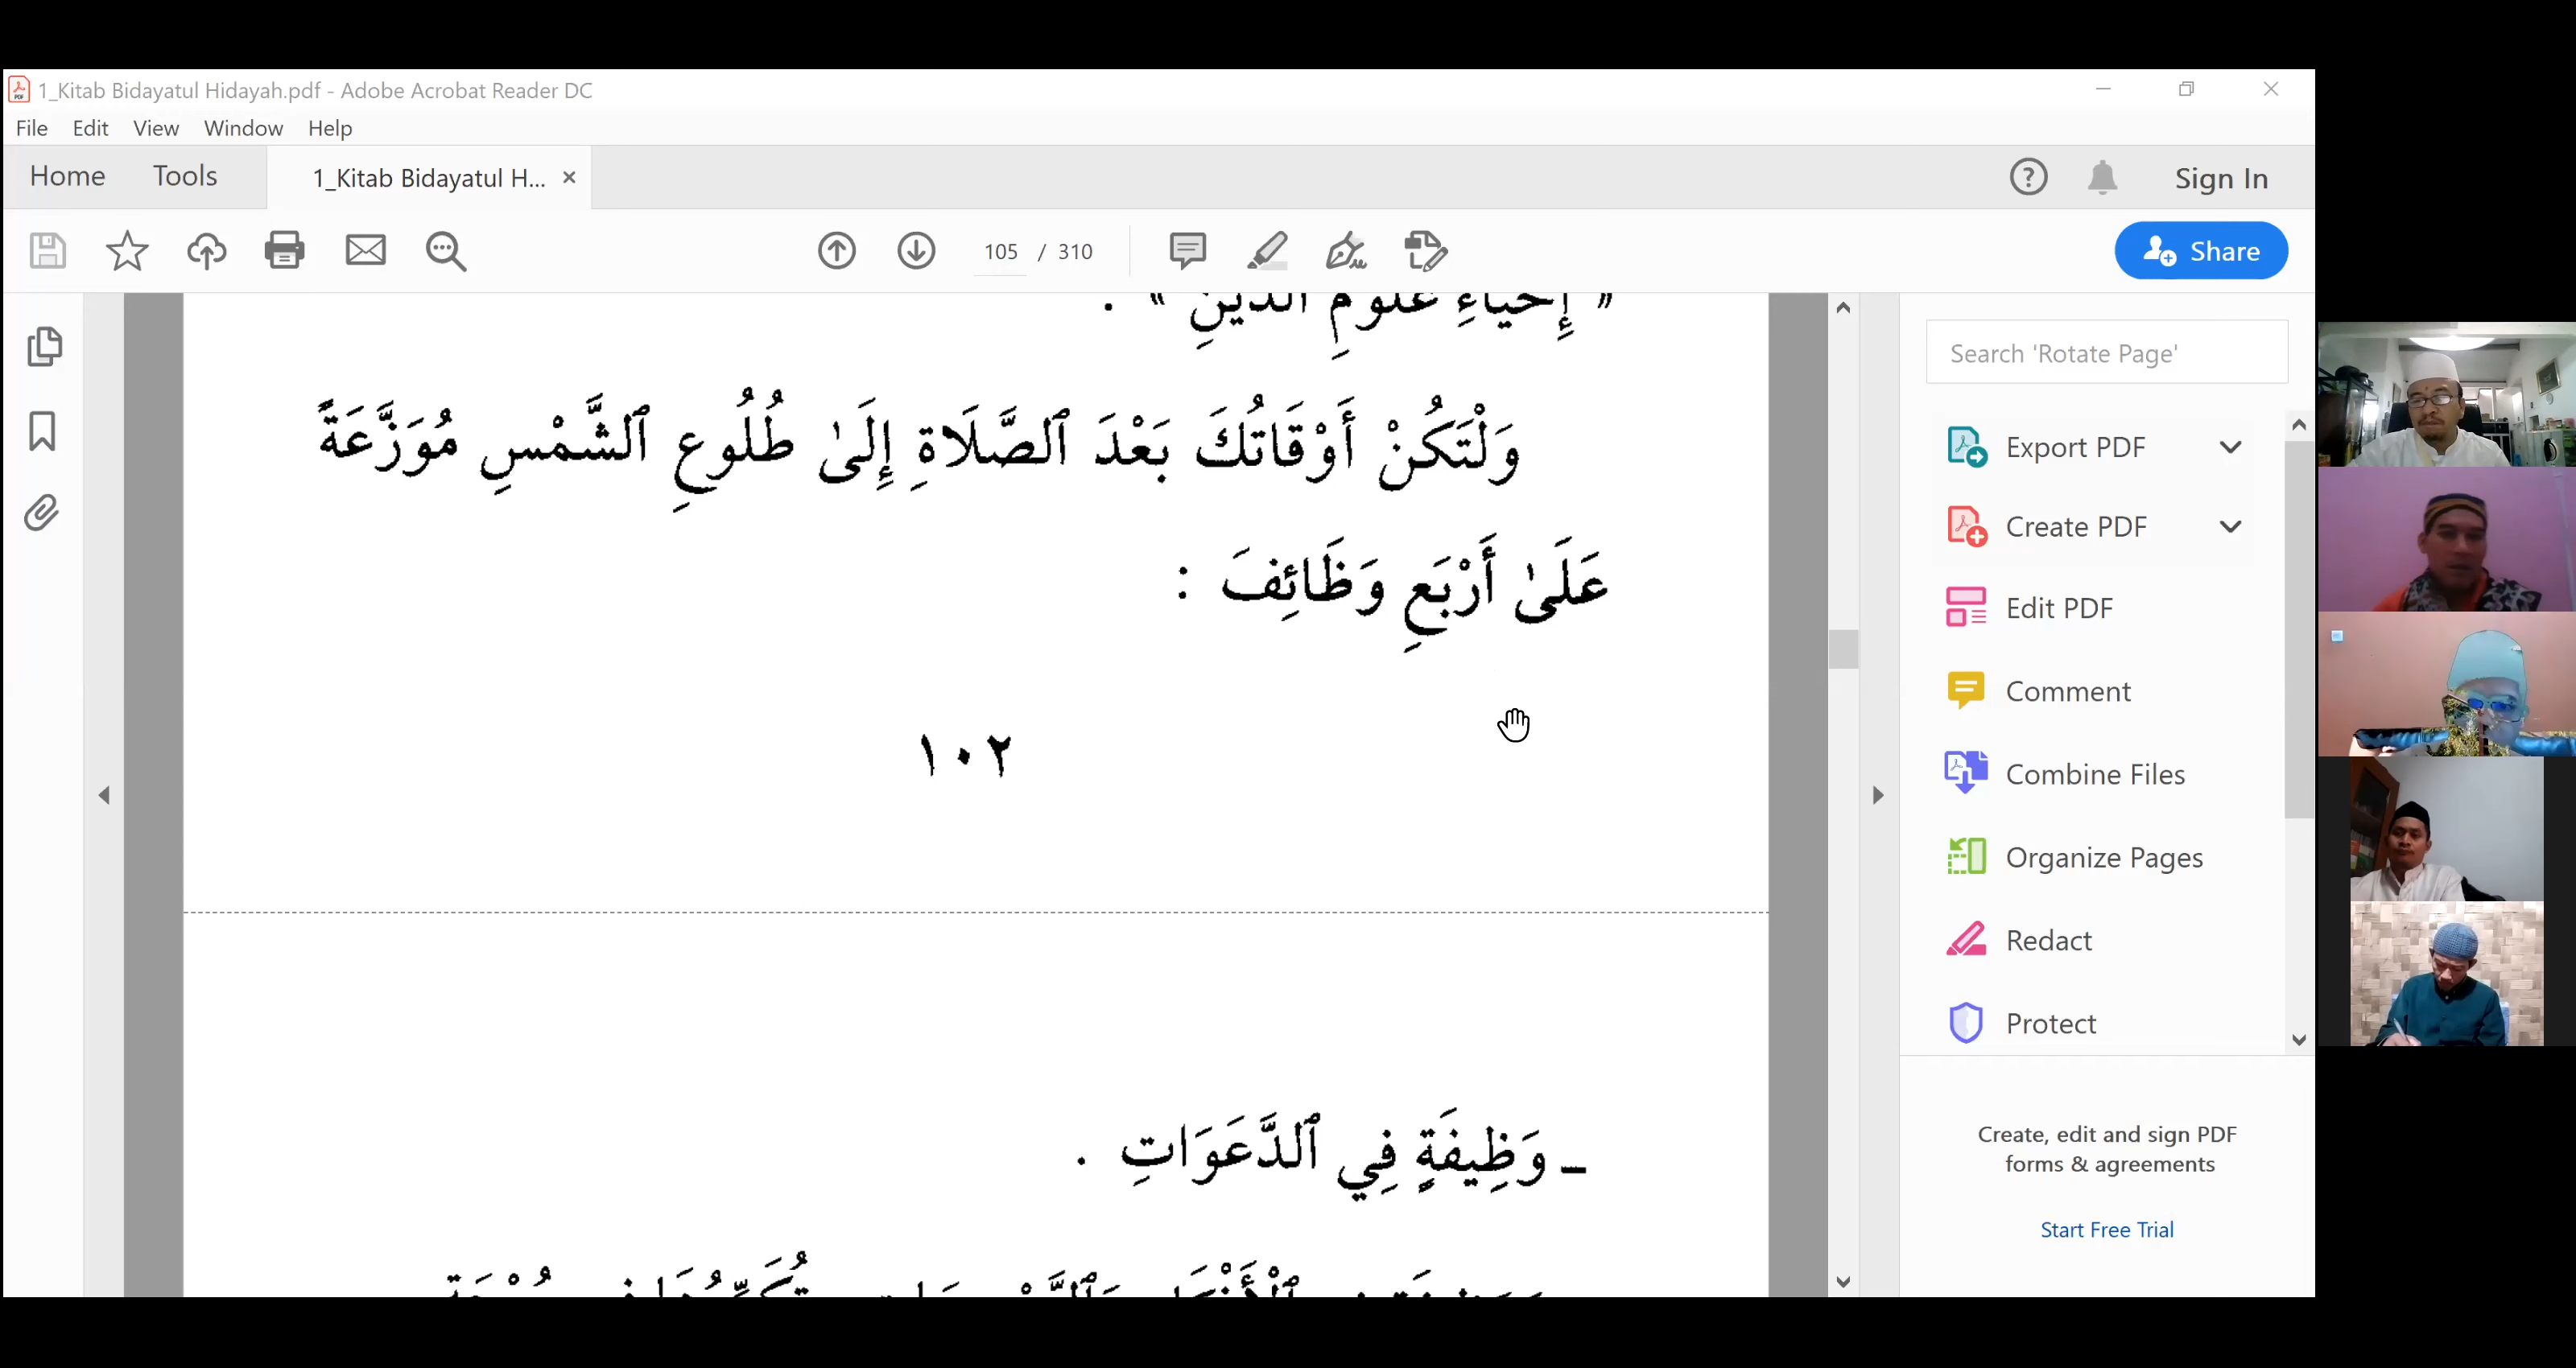 1_Kitab Bidayatul Hidayah.pdf - Adobe Acrobat Reader DC
File Edit View Window Help
Home Tools 1_Kitab Bidayatul H... Sign In
105 / 310
Share
« إِحْيَاءِ عُلُومِ ٱلدِّينِ » .
وَلْتَكُنْ أَوْقَاتُكَ بَعْدَ ٱلصَّلَاةِ إِلَىٰ طُلُوعِ ٱلشَّمْسِ مُوَزَّعَةً
عَلَىٰ أَرْبَعِ وَظَائِفَ :
١٠٢
ـ وَظِيفَةٍ فِي ٱلدَّعَوَاتِ .
Search 'Rotate Page'
Export PDF
Create PDF
Edit PDF
Comment
Combine Files
Organize Pages
Redact
Protect
Create, edit and sign PDF
forms & agreements
Start Free Trial